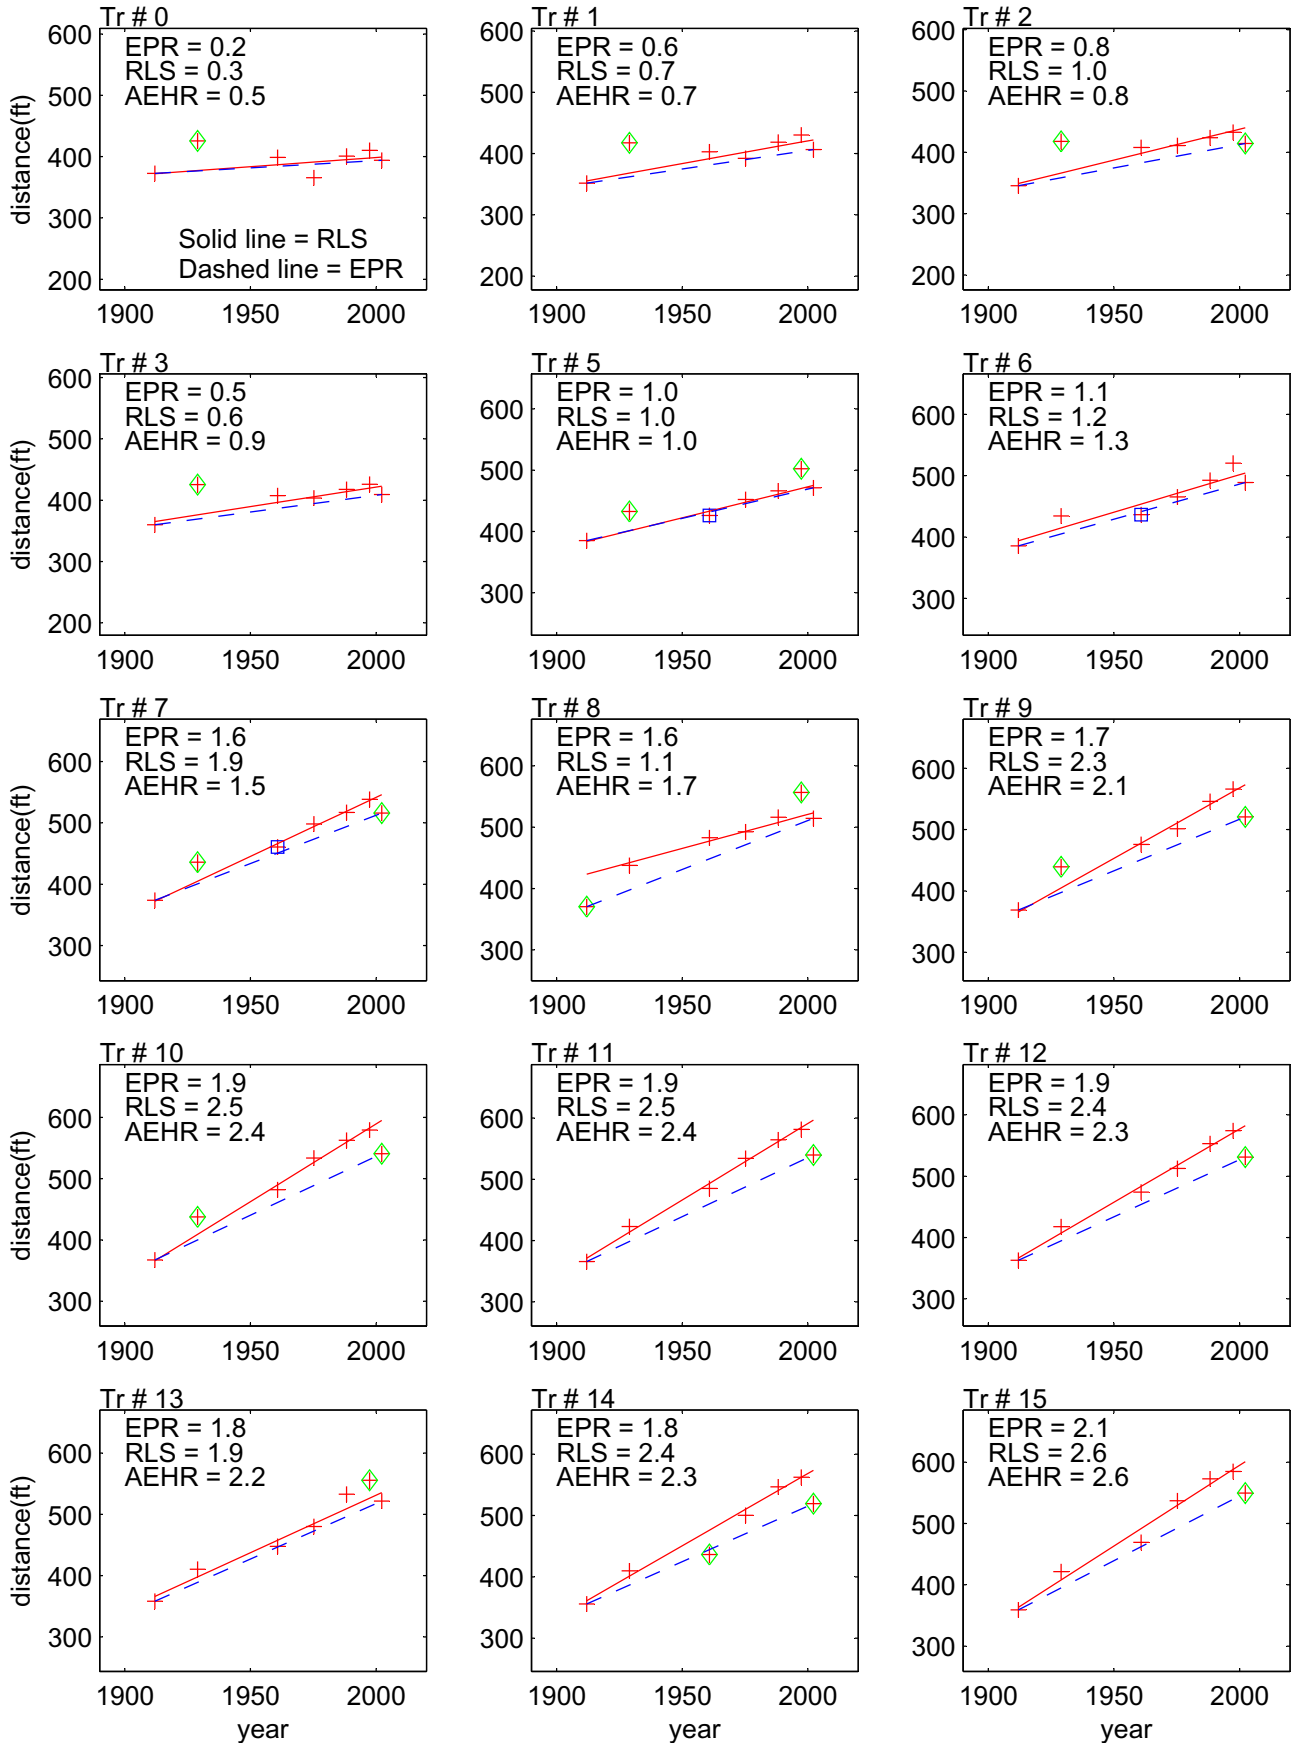 Tr # 0
EPR = 0.2
RLS = 0.3
AEHR = 0.5
Solid line = RLS
Dashed line = EPR
distance(ft)
600
500
400
300
200
1900 1950 2000
Tr # 1
EPR = 0.6
RLS = 0.7
AEHR = 0.7
600
500
400
300
200
1900 1950 2000
Tr # 2
EPR = 0.8
RLS = 1.0
AEHR = 0.8
600
500
400
300
200
1900 1950 2000
Tr # 3
EPR = 0.5
RLS = 0.6
AEHR = 0.9
distance(ft)
600
500
400
300
200
1900 1950 2000
Tr # 5
EPR = 1.0
RLS = 1.0
AEHR = 1.0
600
500
400
300
1900 1950 2000
Tr # 6
EPR = 1.1
RLS = 1.2
AEHR = 1.3
600
500
400
300
1900 1950 2000
Tr # 7
EPR = 1.6
RLS = 1.9
AEHR = 1.5
distance(ft)
600
500
400
300
1900 1950 2000
Tr # 8
EPR = 1.6
RLS = 1.1
AEHR = 1.7
600
500
400
300
1900 1950 2000
Tr # 9
EPR = 1.7
RLS = 2.3
AEHR = 2.1
600
500
400
300
1900 1950 2000
Tr # 10
EPR = 1.9
RLS = 2.5
AEHR = 2.4
distance(ft)
600
500
400
300
1900 1950 2000
Tr # 11
EPR = 1.9
RLS = 2.5
AEHR = 2.4
600
500
400
300
1900 1950 2000
Tr # 12
EPR = 1.9
RLS = 2.4
AEHR = 2.3
600
500
400
300
1900 1950 2000
Tr # 13
EPR = 1.8
RLS = 1.9
AEHR = 2.2
distance(ft)
600
500
400
300
1900 1950 2000
year
Tr # 14
EPR = 1.8
RLS = 2.4
AEHR = 2.3
600
500
400
300
1900 1950 2000
year
Tr # 15
EPR = 2.1
RLS = 2.6
AEHR = 2.6
600
500
400
300
1900 1950 2000
year